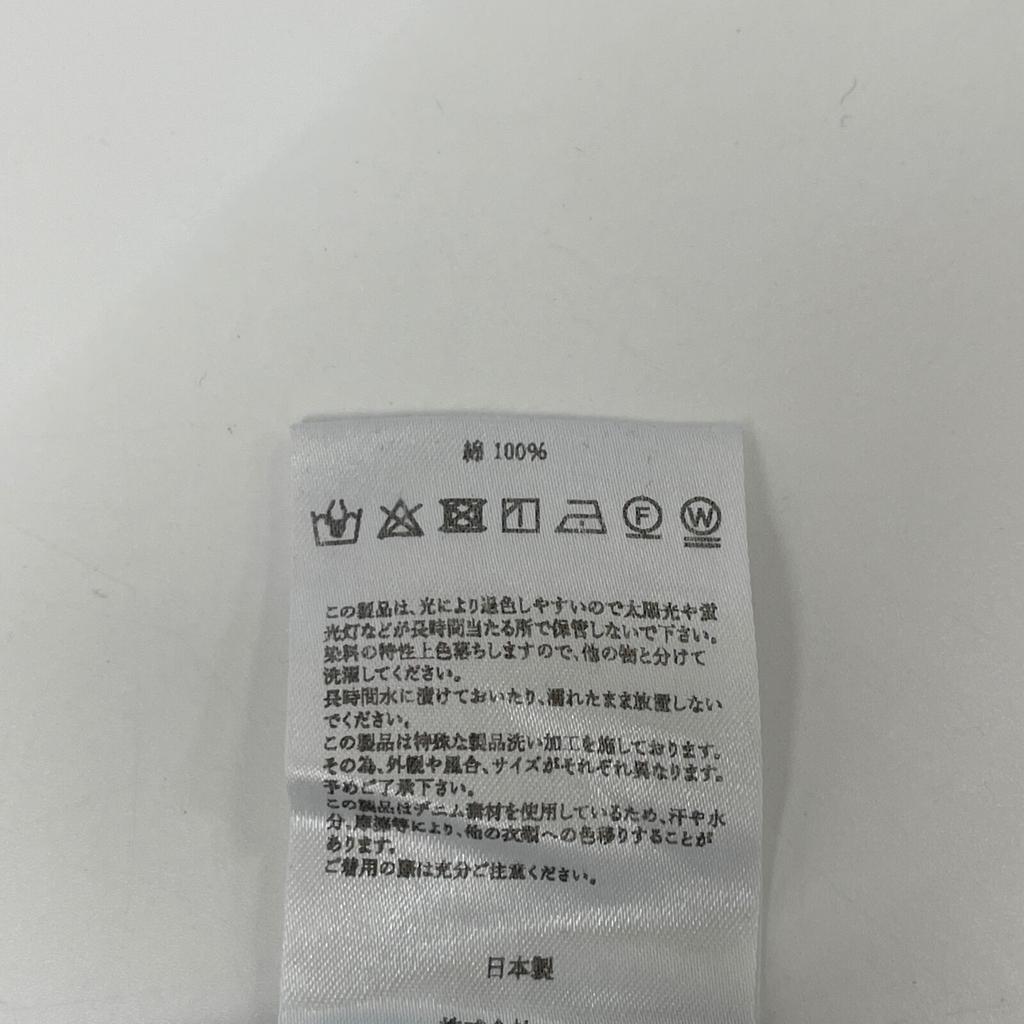 綿 100%
F W
この製品は、光により退色しやすいので太陽光や蛍
光灯などが長時間当たる所で保管しないで下さい。
染料の特性上色落ちしますので、他の物と分けて
洗濯してください。
長時間水に漬けておいたり、濡れたまま放置しない
でください。
この製品は特殊な製品洗い加工を施しております。
その為、外観や風合、サイズがそれぞれ異なります。
予めご了承下さい。
この製品はデニム素材を使用しているため、汗や水
分、摩擦等により、他の衣類への色移りすることが
あります。
ご着用の際は充分ご注意ください。
日本製
株式会社